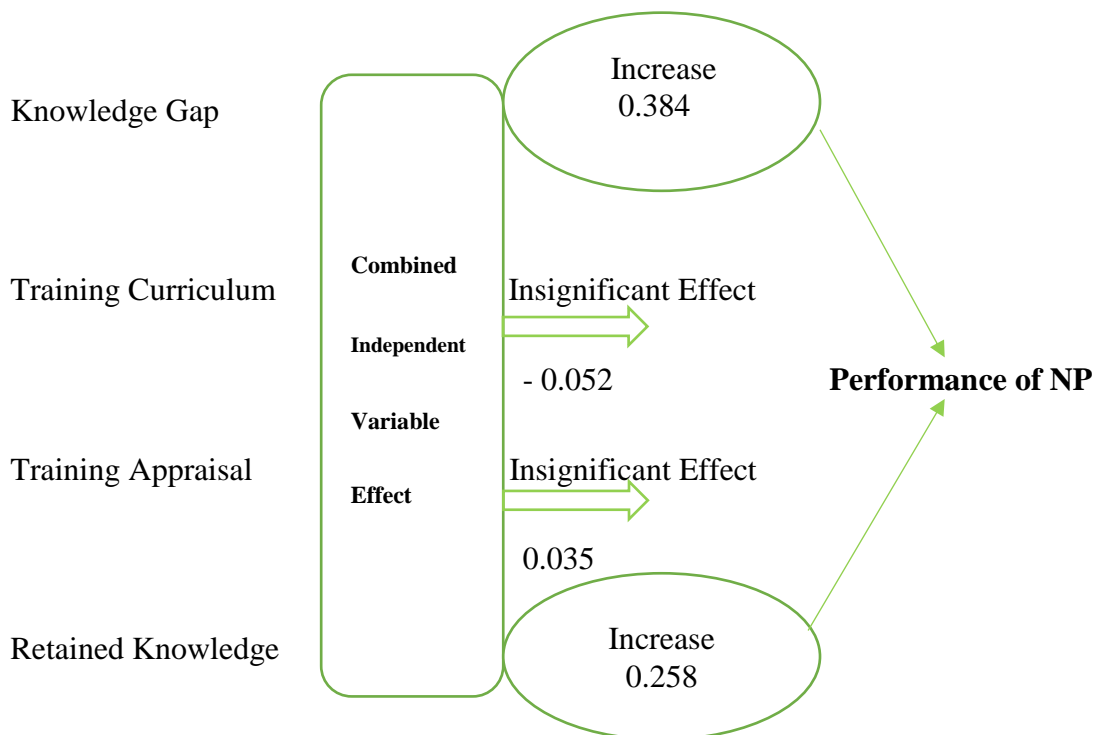 Increase
0.384
Knowledge Gap
Combined
Training Curriculum
Insignificant Effect
Independent
- 0.052
Performance of NP
Variable
Training Appraisal
Insignificant Effect
Effect
0.035
Retained Knowledge
Increase
0.258